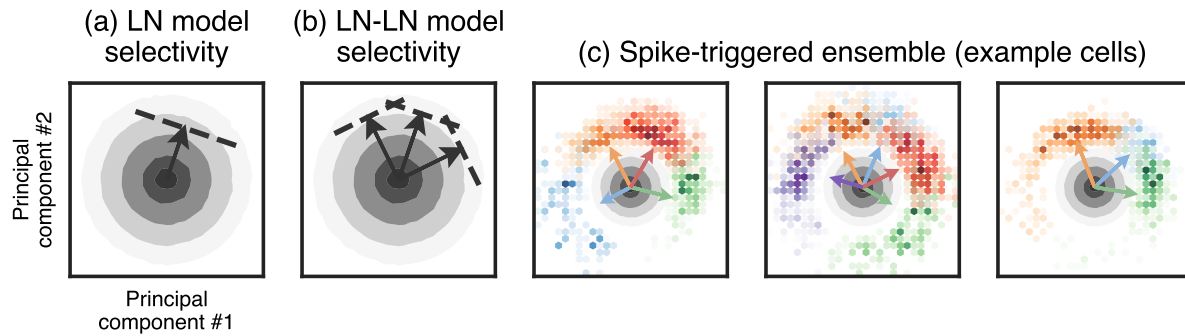 (a) LN model
selectivity
(b) LN-LN model
selectivity
(c) Spike-triggered ensemble (example cells)
Principal
component #2
Principal
component #1